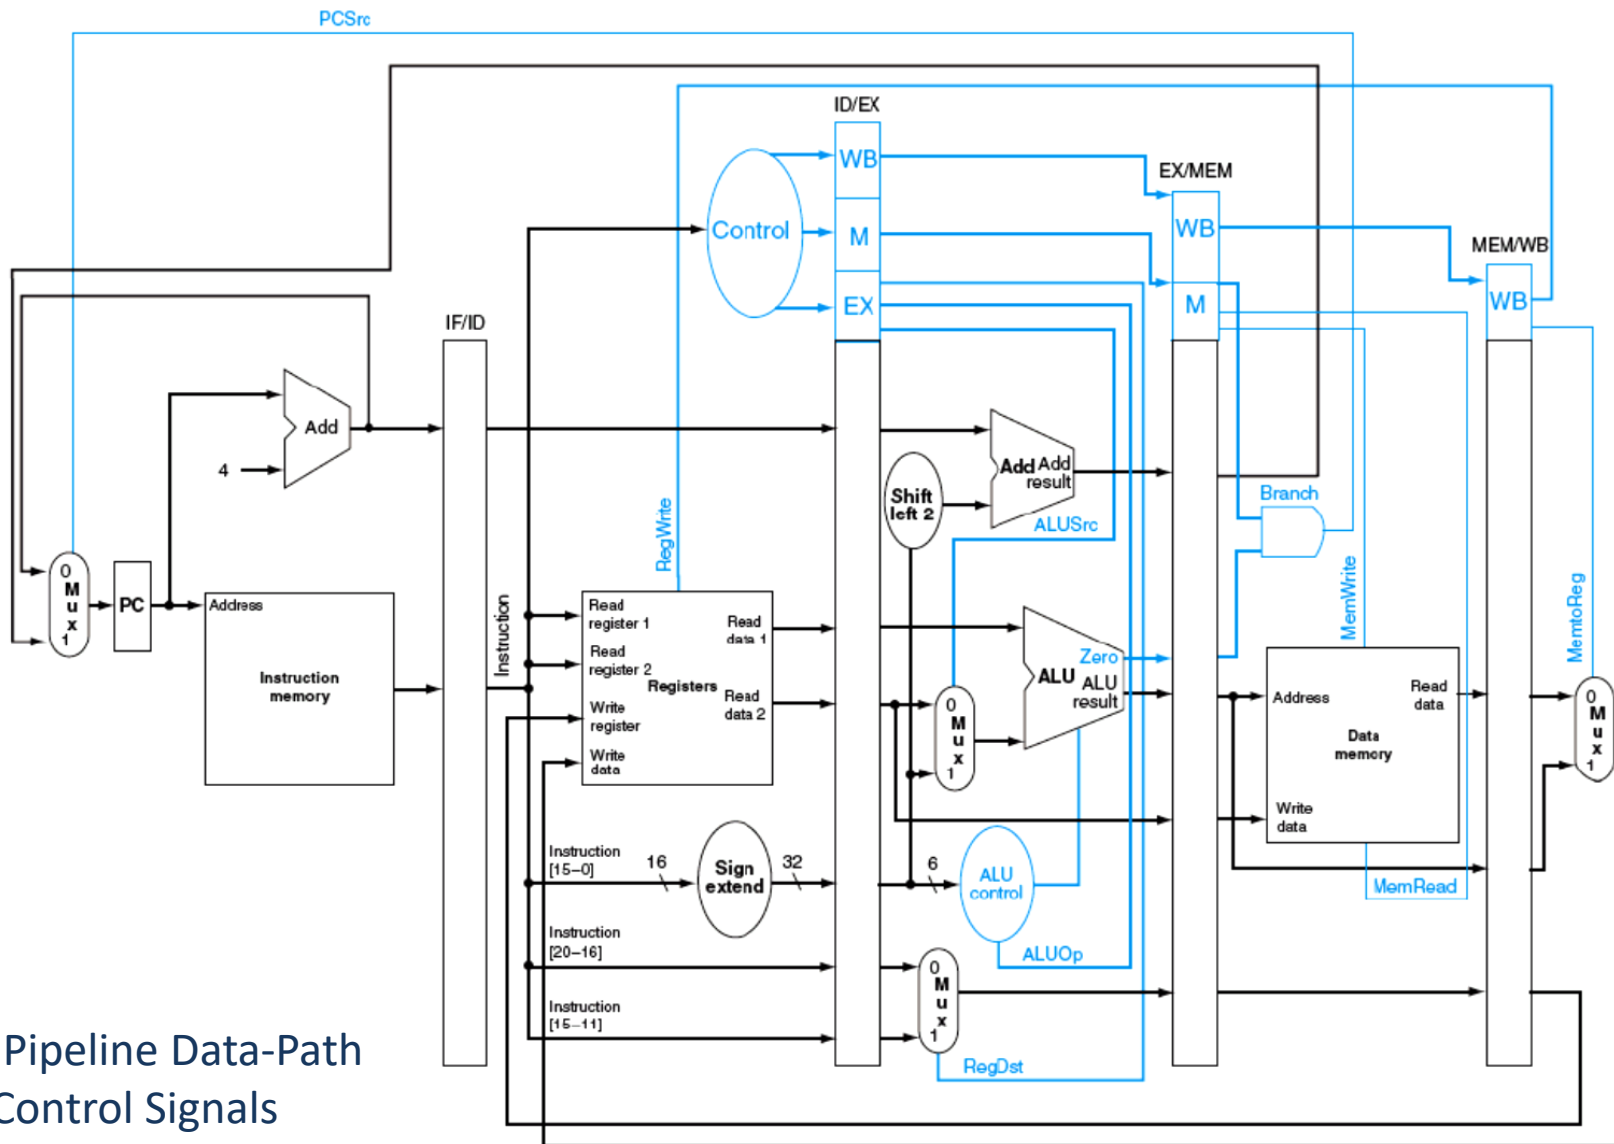 PCSrc
ID/EX
WB
EX/MEM
Control
M
WB
MEM/WB
EX
M
WB
IF/ID
Add
4
Add Add
result
Shift
left 2
Branch
ALUSrc
RegWrite
0
M
u
x
1
PC
Address
Instruction
memory
Instruction
Read
register 1
Read
register 2
Write
register
Write
data
Registers
Read
data 1
Read
data 2
0
M
u
x
1
Zero
ALU
ALU
result
MemWrite
Address
Read
data
Data
memory
Write
data
MemtoReg
0
M
u
x
1
Instruction
[15–0]
16
Sign
extend
32
6
ALU
control
MemRead
Instruction
[20–16]
ALUOp
0
M
u
x
1
Instruction
[15–11]
RegDst
Pipeline Data-Path
Control Signals